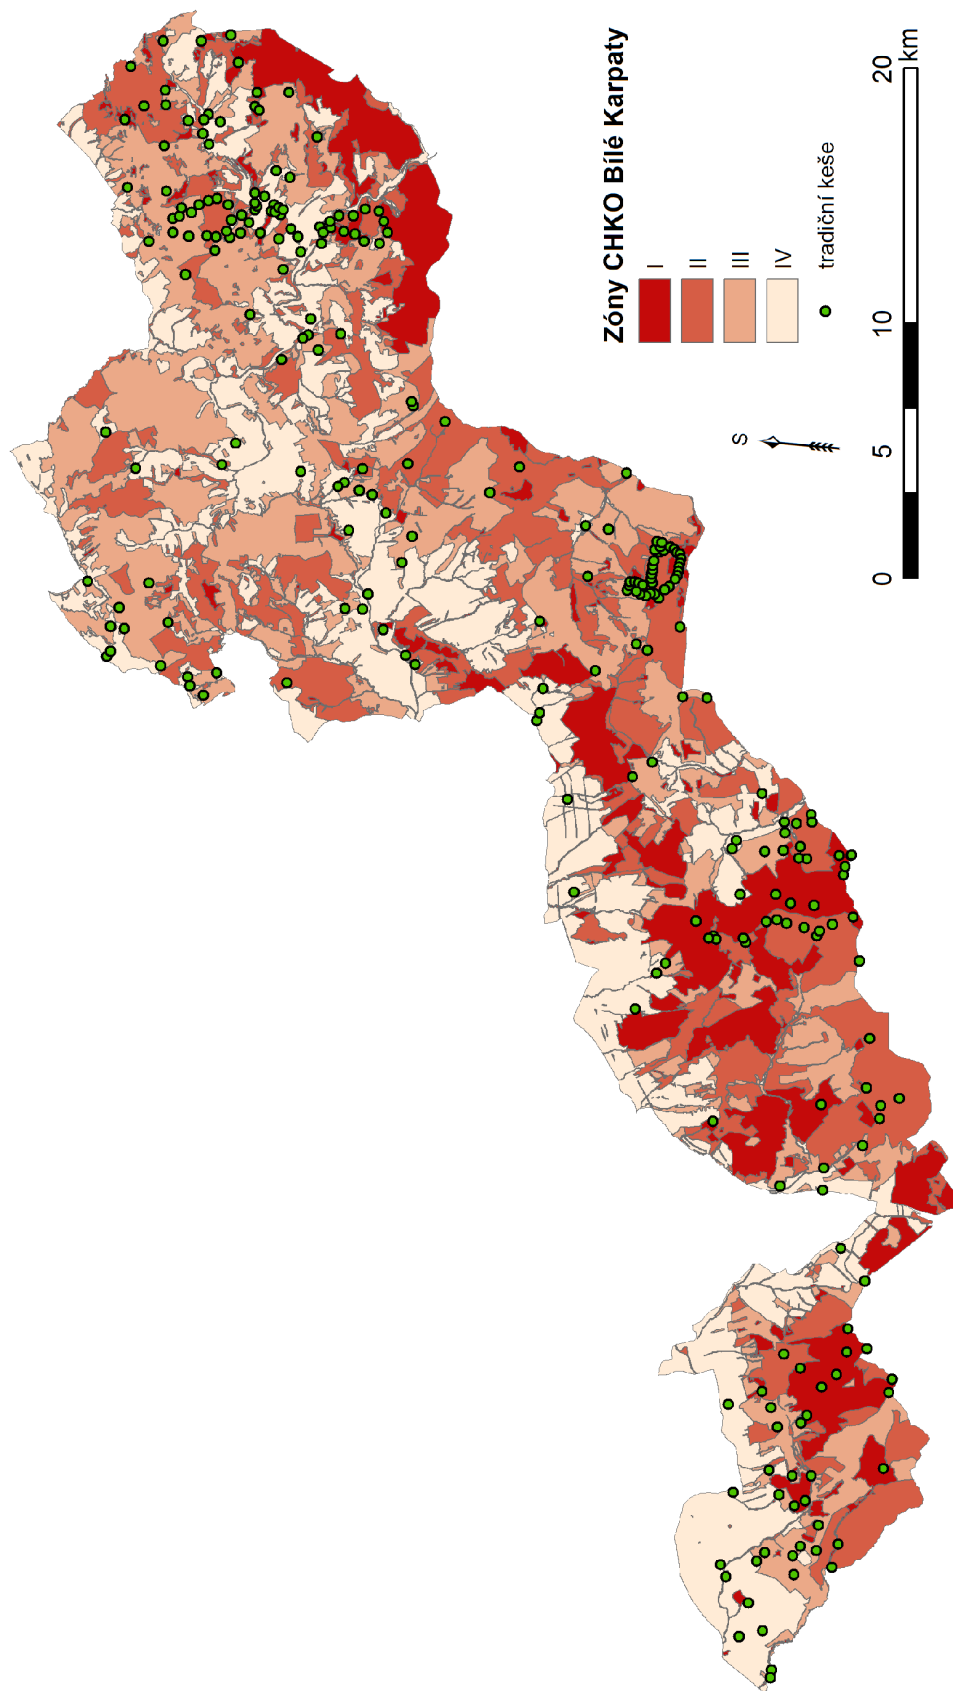 Zóny CHKO Bílé Karpaty
I
II
III
IV
tradiční keše
S
0 5 10 20
km